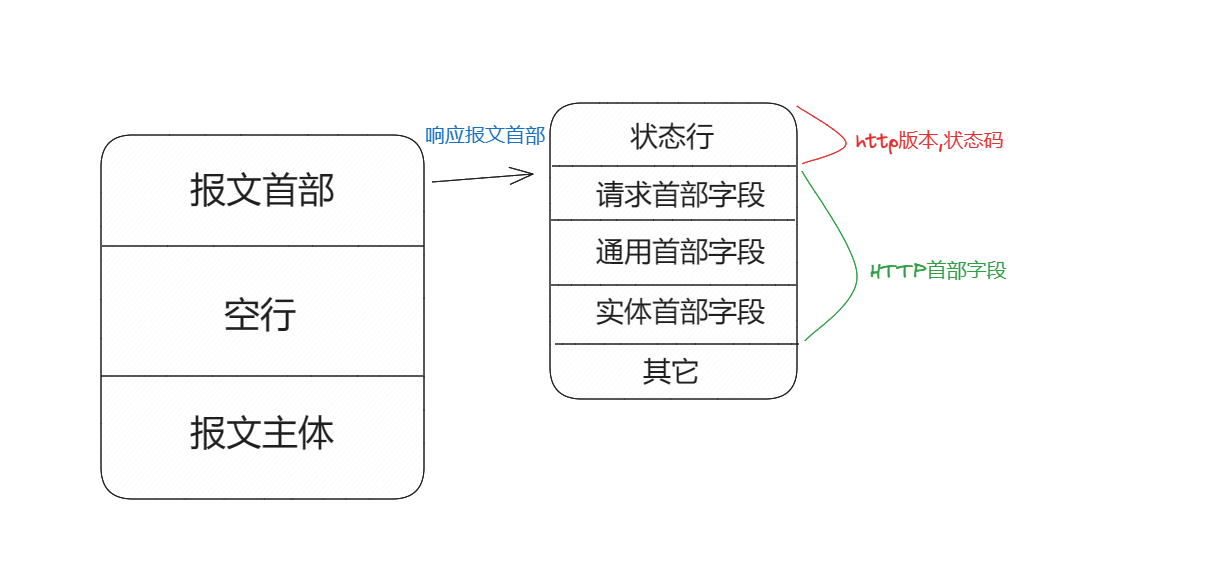 报文首部
空行
报文主体
响应报文首部
状态行
请求首部字段
通用首部字段
实体首部字段
其它
http版本,状态码
HTTP首部字段